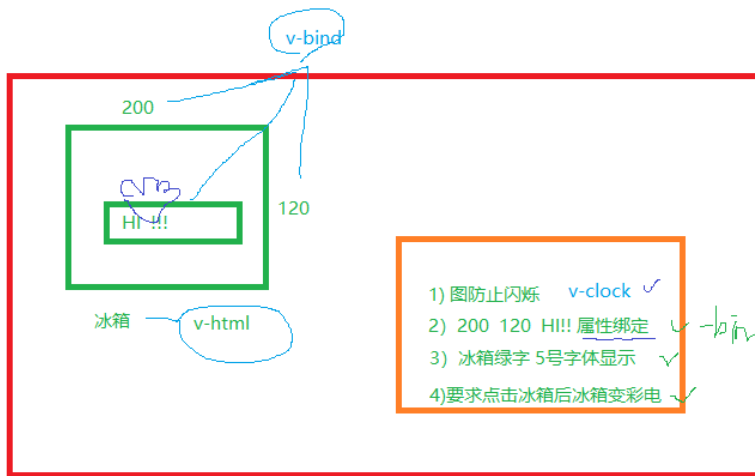 v-bind
200
HI !!!
120
冰箱
v-html
1) 图防止闪烁 v-clock
2）200 120 HI!! 属性绑定 -bin
3）冰箱绿字 5号字体显示
4)要求点击冰箱后冰箱变彩电